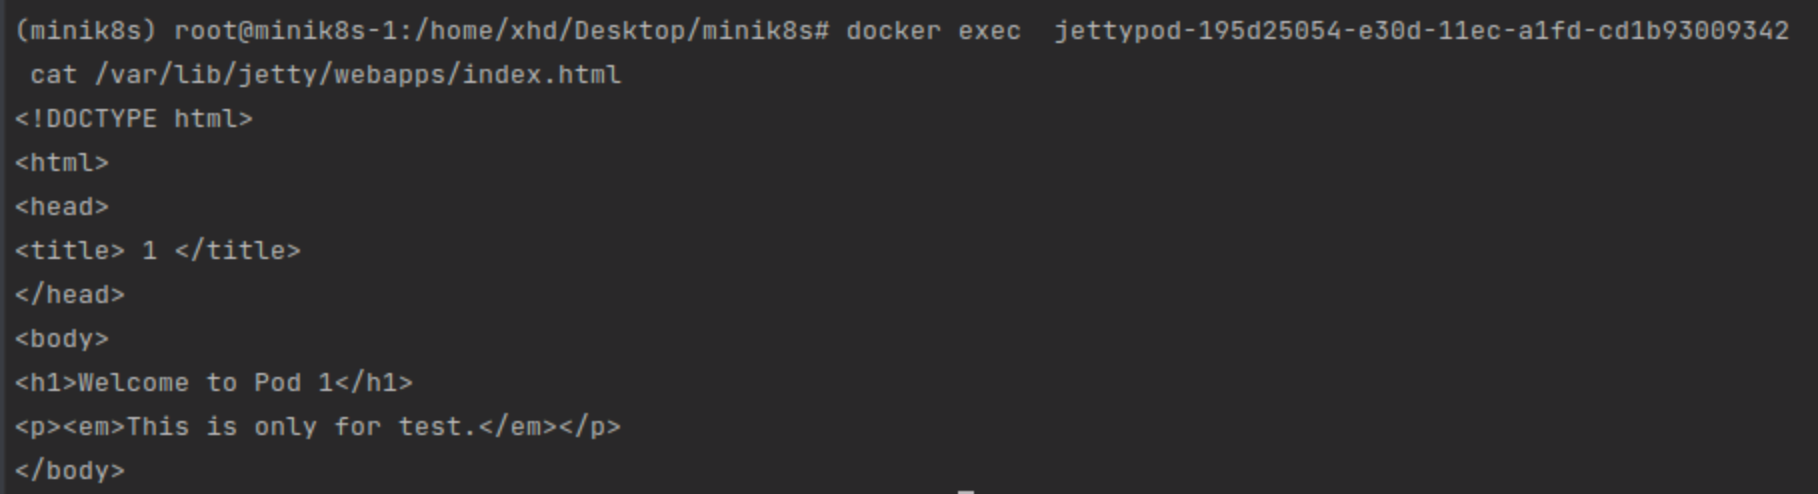 (minik8s) root@minik8s-1:/home/xhd/Desktop/minik8s# docker exec  jettypod-195d25054-e30d-11ec-a1fd-cd1b93009342
 cat /var/lib/jetty/webapps/index.html
<!DOCTYPE html>
<html>
<head>
<title> 1 </title>
</head>
<body>
<h1>Welcome to Pod 1</h1>
<p><em>This is only for test.</em></p>
</body>